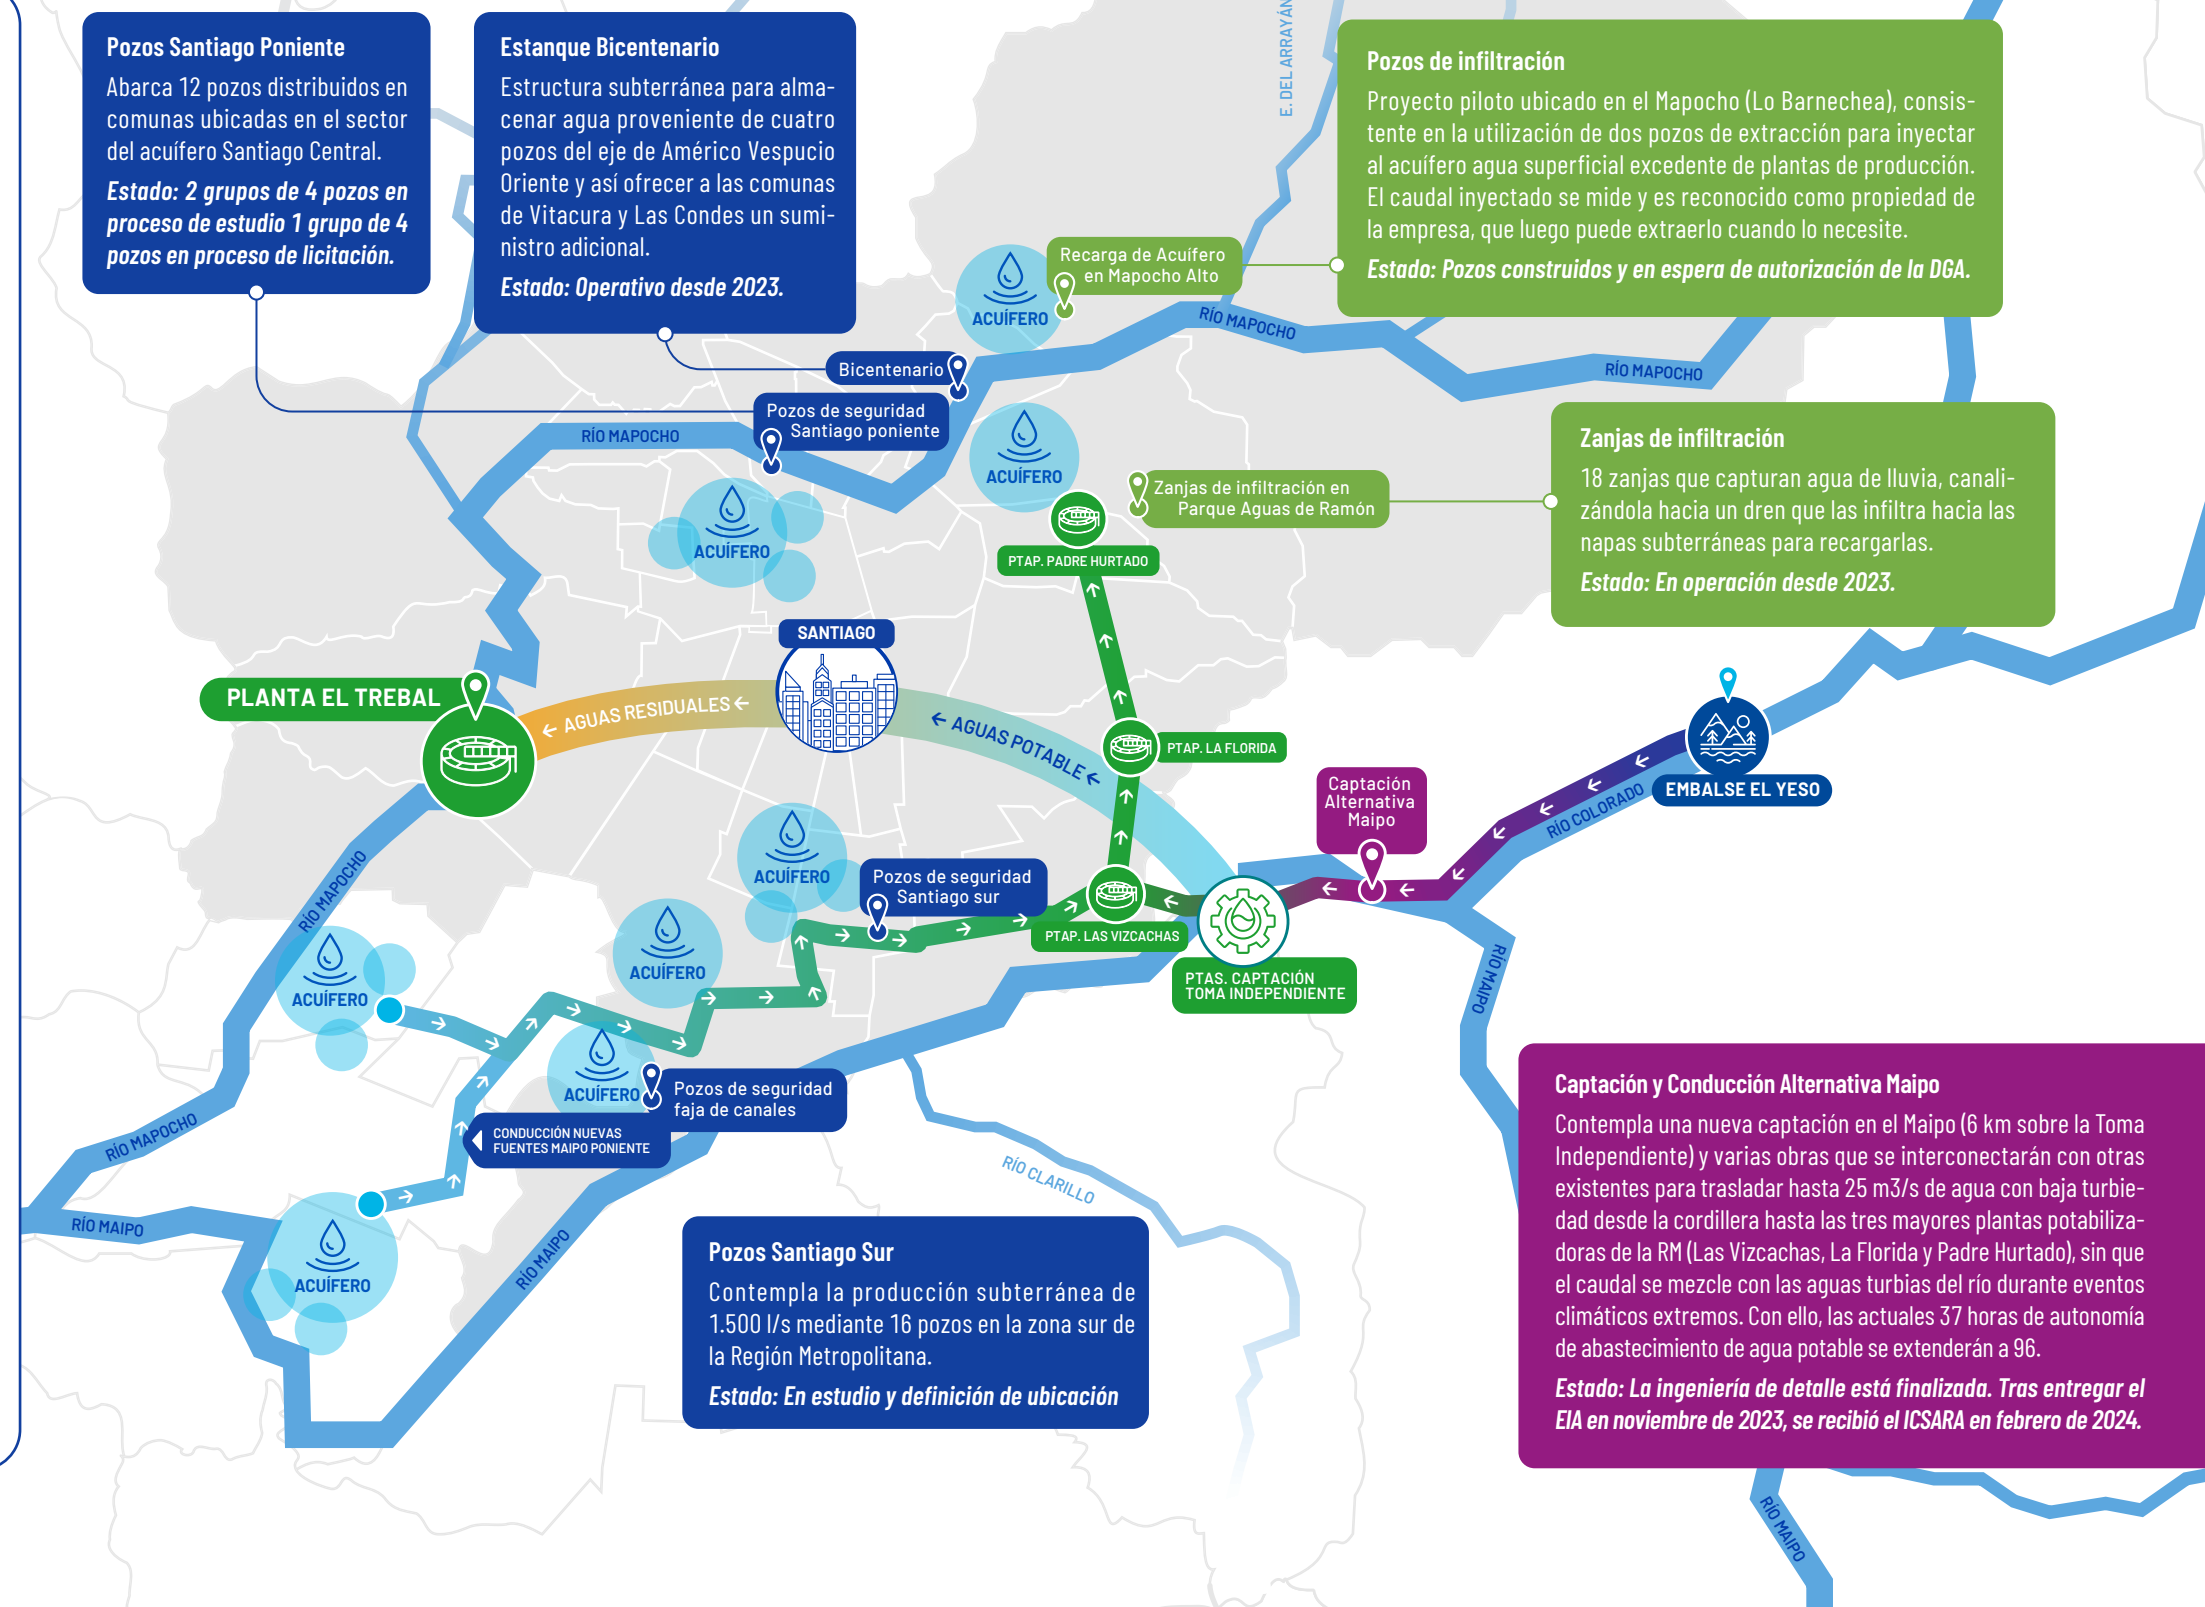 Pozos Santiago Poniente
Abarca 12 pozos distribuidos en
comunas ubicadas en el sector
del acuífero Santiago Central.
Estado: 2 grupos de 4 pozos en
proceso de estudio 1 grupo de 4
pozos en proceso de licitación.
Estanque Bicentenario
Estructura subterránea para alma-
cenar agua proveniente de cuatro
pozos del eje de Américo Vespucio
Oriente y así ofrecer a las comunas
de Vitacura y Las Condes un sumi-
nistro adicional.
Estado: Operativo desde 2023.
E. DEL ARRAYÁN
Pozos de infiltración
Proyecto piloto ubicado en el Mapocho (Lo Barnechea), consis-
tente en la utilización de dos pozos de extracción para inyectar
al acuífero agua superficial excedente de plantas de producción.
El caudal inyectado se mide y es reconocido como propiedad de
la empresa, que luego puede extraerlo cuando lo necesite.
Estado: Pozos construidos y en espera de autorización de la DGA.
Recarga de Acuífero
en Mapocho Alto
ACUÍFERO
RÍO MAPOCHO
RÍO MAPOCHO
Bicentenario
Pozos de seguridad
Santiago poniente
RÍO MAPOCHO
ACUÍFERO
Zanjas de infiltración
18 zanjas que capturan agua de lluvia, canali-
zándola hacia un dren que las infiltra hacia las
napas subterráneas para recargarlas.
Estado: En operación desde 2023.
Zanjas de infiltración en
Parque Aguas de Ramón
ACUÍFERO
PTAP. PADRE HURTADO
SANTIAGO
PLANTA EL TREBAL
AGUAS RESIDUALES
AGUAS POTABLE
PTAP. LA FLORIDA
EMBALSE EL YESO
RÍO COLORADO
Captación
Alternativa
Maipo
RÍO MAPOCHO
ACUÍFERO
Pozos de seguridad
Santiago sur
PTAP. LAS VIZCACHAS
PTAS. CAPTACIÓN
TOMA INDEPENDIENTE
RÍO MAIPO
ACUÍFERO
ACUÍFERO
ACUÍFERO
Pozos de seguridad
faja de canales
CONDUCCIÓN NUEVAS
FUENTES MAIPO PONIENTE
RÍO MAPOCHO
RÍO CLARILLO
RÍO MAIPO
ACUÍFERO
RÍO MAIPO
Pozos Santiago Sur
Contempla la producción subterránea de
1.500 l/s mediante 16 pozos en la zona sur de
la Región Metropolitana.
Estado: En estudio y definición de ubicación
Captación y Conducción Alternativa Maipo
Contempla una nueva captación en el Maipo (6 km sobre la Toma
Independiente) y varias obras que se interconectarán con otras
existentes para trasladar hasta 25 m3/s de agua con baja turbie-
dad desde la cordillera hasta las tres mayores plantas potabiliza-
doras de la RM (Las Vizcachas, La Florida y Padre Hurtado), sin que
el caudal se mezcle con las aguas turbias del río durante eventos
climáticos extremos. Con ello, las actuales 37 horas de autonomía
de abastecimiento de agua potable se extenderán a 96.
Estado: La ingeniería de detalle está finalizada. Tras entregar el
EIA en noviembre de 2023, se recibió el ICSARA en febrero de 2024.
RÍO MAIPO